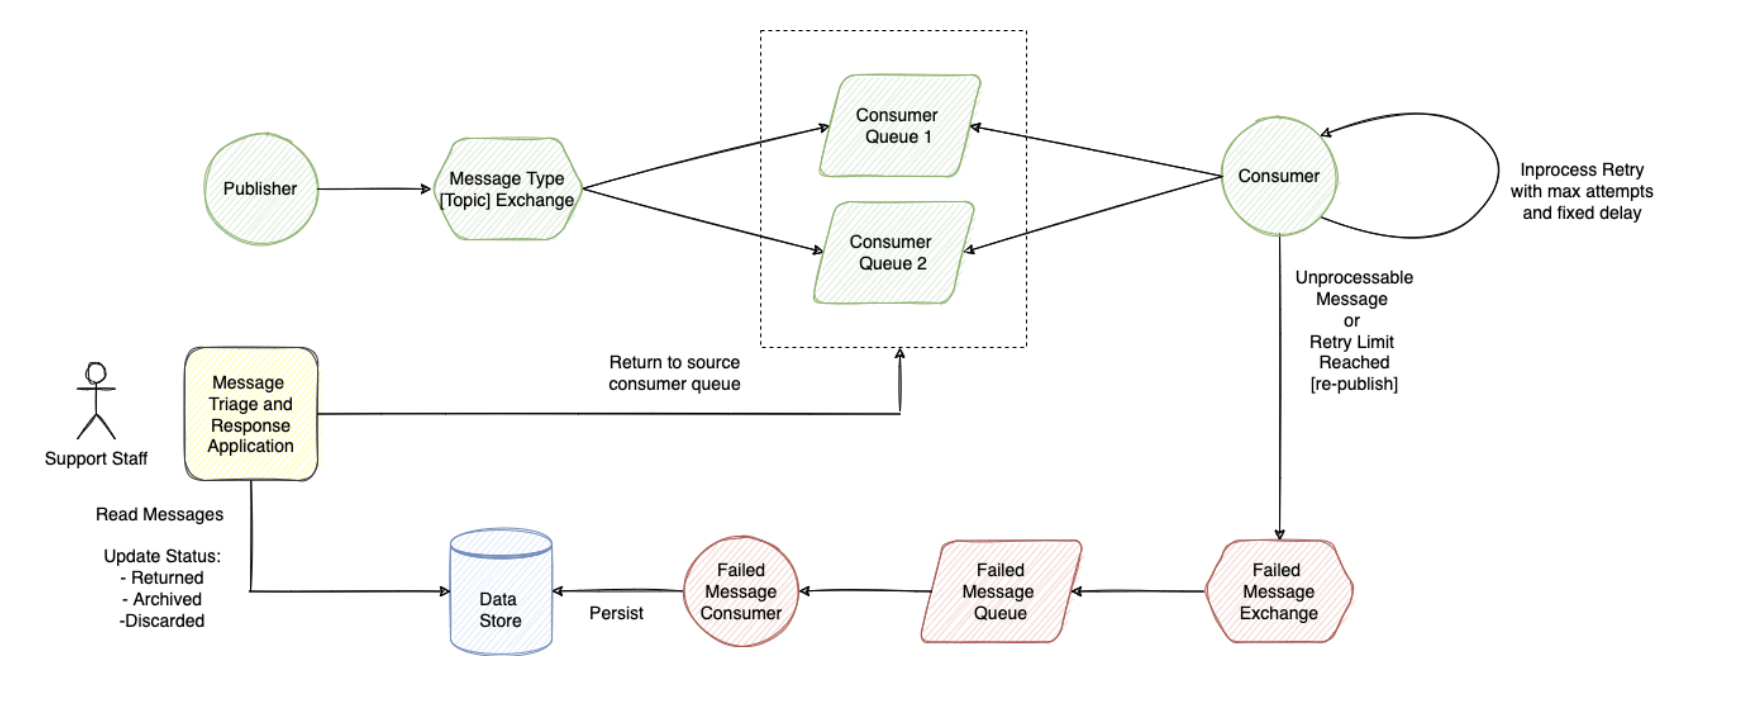 Consumer
Queue 1
Publisher
Message Type
[Topic] Exchange
Consumer
Inprocess Retry
with max attempts
and fixed delay
Consumer
Queue 2
Unprocessable
Message
or
Retry Limit
Reached
[re-publish]
Return to source
consumer queue
Message
Triage and
Response
Application
Support Staff
Read Messages
Update Status:
- Returned
- Archived
-Discarded
Data
Store
Persist
Failed
Message
Consumer
Failed
Message
Queue
Failed
Message
Exchange